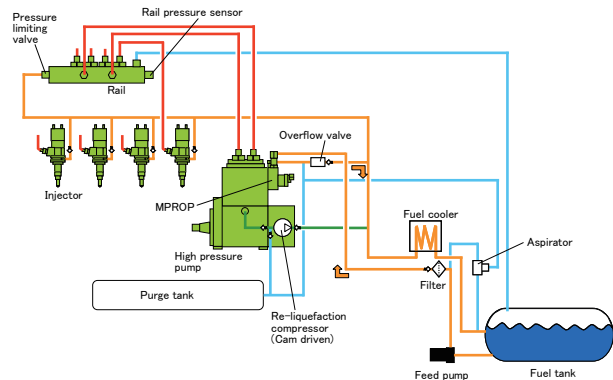 Pressure
limiting
valve
Rail pressure sensor
Rail
Injector
MPROP
Overflow valve
High pressure
pump
Purge tank
Re-liquefaction
compressor
(Cam driven)
Fuel cooler
Aspirator
Filter
Feed pump
Fuel tank